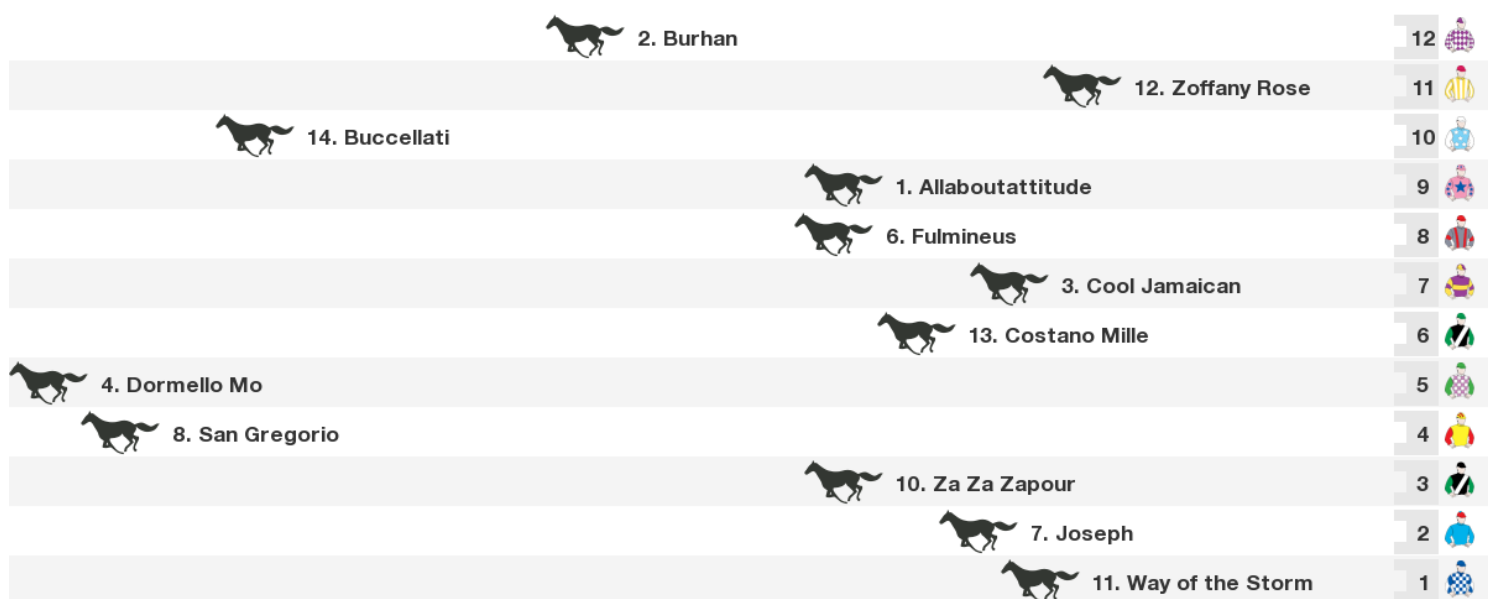 2. Burhan 12
12. Zoffany Rose 11
14. Buccellati 10
1. Allaboutattitude 9
6. Fulmineus 8
3. Cool Jamaican 7
13. Costano Mille 6
4. Dormello Mo 5
8. San Gregorio 4
10. Za Za Zapour 3
7. Joseph 2
11. Way of the Storm 1